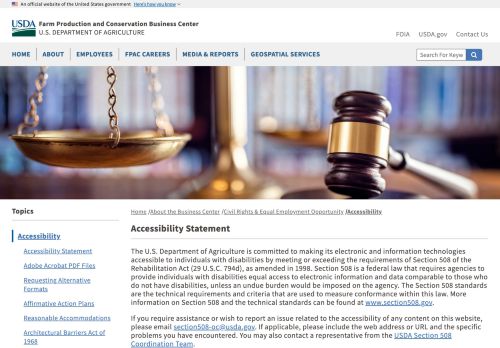 An official website of the United States government Here's how you know
USDA Farm Production and Conservation Business Center
U.S. DEPARTMENT OF AGRICULTURE
FOIA USDA.gov Contact Us
HOME ABOUT EMPLOYEES FPAC CAREERS MEDIA & REPORTS GEOSPATIAL SERVICES Search For Keyw
Home /About the Business Center /Civil Rights & Equal Employment Opportunity /Accessibility
Topics
Accessibility
Accessibility Statement
Adobe Acrobat PDF Files
Requesting Alternative
Formats
Affirmative Action Plans
Reasonable Accommodations
Architectural Barriers Act of
1968
Accessibility Statement
The U.S. Department of Agriculture is committed to making its electronic and information technologies
accessible to individuals with disabilities by meeting or exceeding the requirements of Section 508 of the
Rehabilitation Act (29 U.S.C. 794d), as amended in 1998. Section 508 is a federal law that requires agencies to
provide individuals with disabilities equal access to electronic information and data comparable to those who
do not have disabilities, unless an undue burden would be imposed on the agency. The Section 508 standards
are the technical requirements and criteria that are used to measure conformance within this law. More
information on Section 508 and the technical standards can be found at www.section508.gov.
If you require assistance or wish to report an issue related to the accessibility of any content on this website,
please email section508-oc@usda.gov. If applicable, please include the web address or URL and the specific
problems you have encountered. You may also contact a representative from the USDA Section 508
Coordination Team.